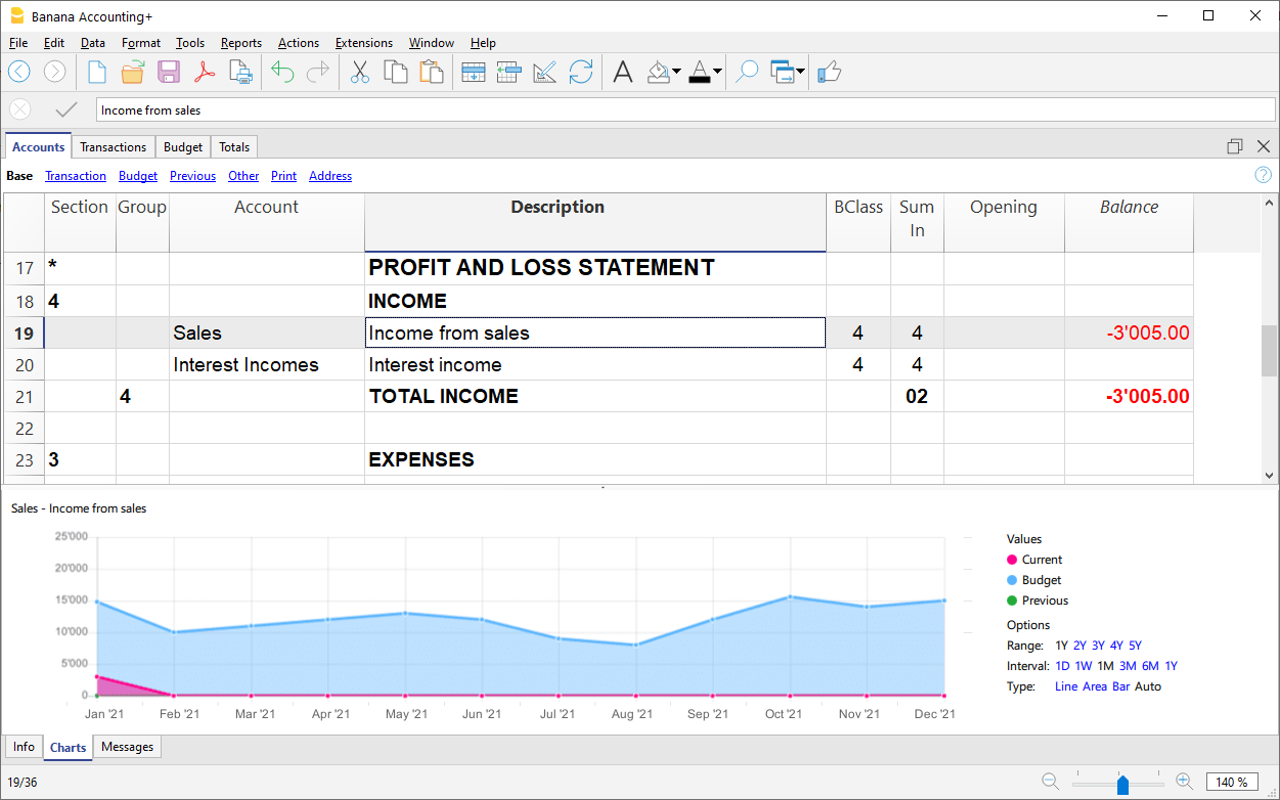 Banana Accounting+
File Edit Data Format Tools Reports Actions Extensions Window Help
Income from sales
Accounts Transactions Budget Totals
Base Transaction Budget Previous Other Print Address
Section Group Account Description BClass Sum In Opening Balance
17 * PROFIT AND LOSS STATEMENT
18 4 INCOME
19 Sales Income from sales 4 4 -3'005.00
20 Interest Incomes Interest income 4 4
21 4 TOTAL INCOME 02 -3'005.00
22
23 3 EXPENSES
Sales - Income from sales
25'000
20'000
15'000
10'000
5'000
0
Jan '21 Feb '21 Mar '21 Apr '21 May '21 Jun '21 Jul '21 Aug '21 Sep '21 Oct '21 Nov '21 Dec '21
Values
Current
Budget
Previous
Options
Range: 1Y 2Y 3Y 4Y 5Y
Interval: 1D 1W 1M 3M 6M 1Y
Type: Line Area Bar Auto
Info Charts Messages
19/36
140 %